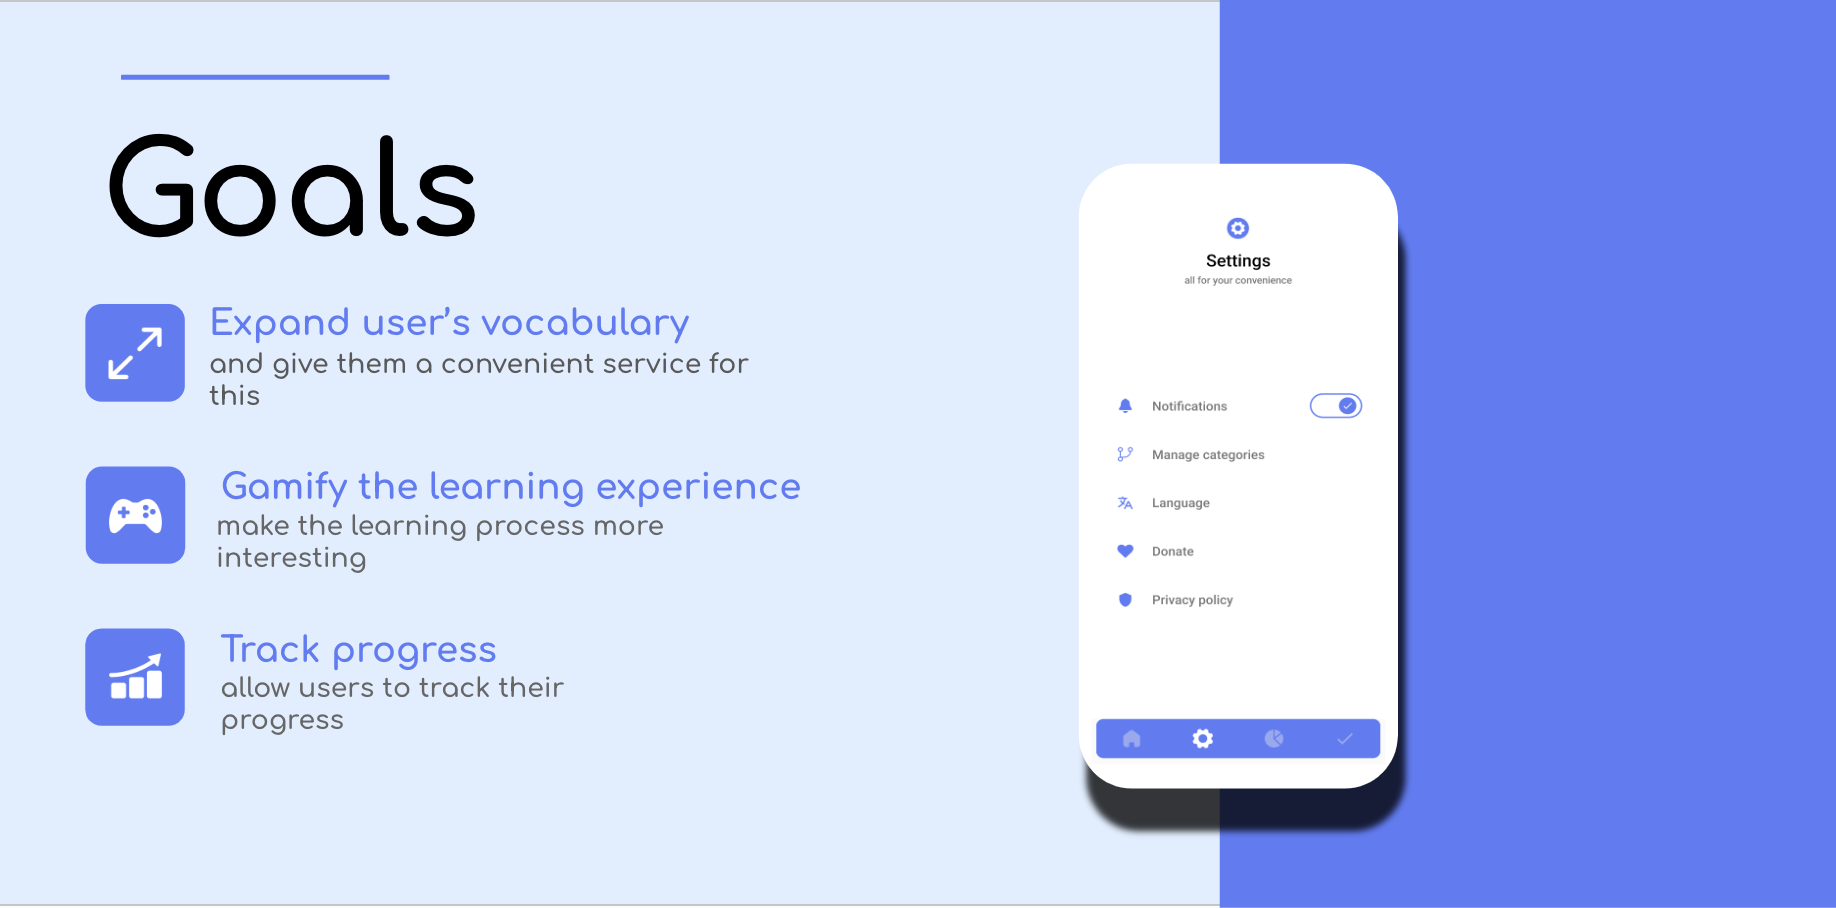 Goals
Expand user’s vocabulary
and give them a convenient service for
this
Gamify the learning experience
make the learning process more
interesting
Track progress
allow users to track their
progress
Settings
all for your convenience
Notifications
Manage categories
Language
Donate
Privacy policy